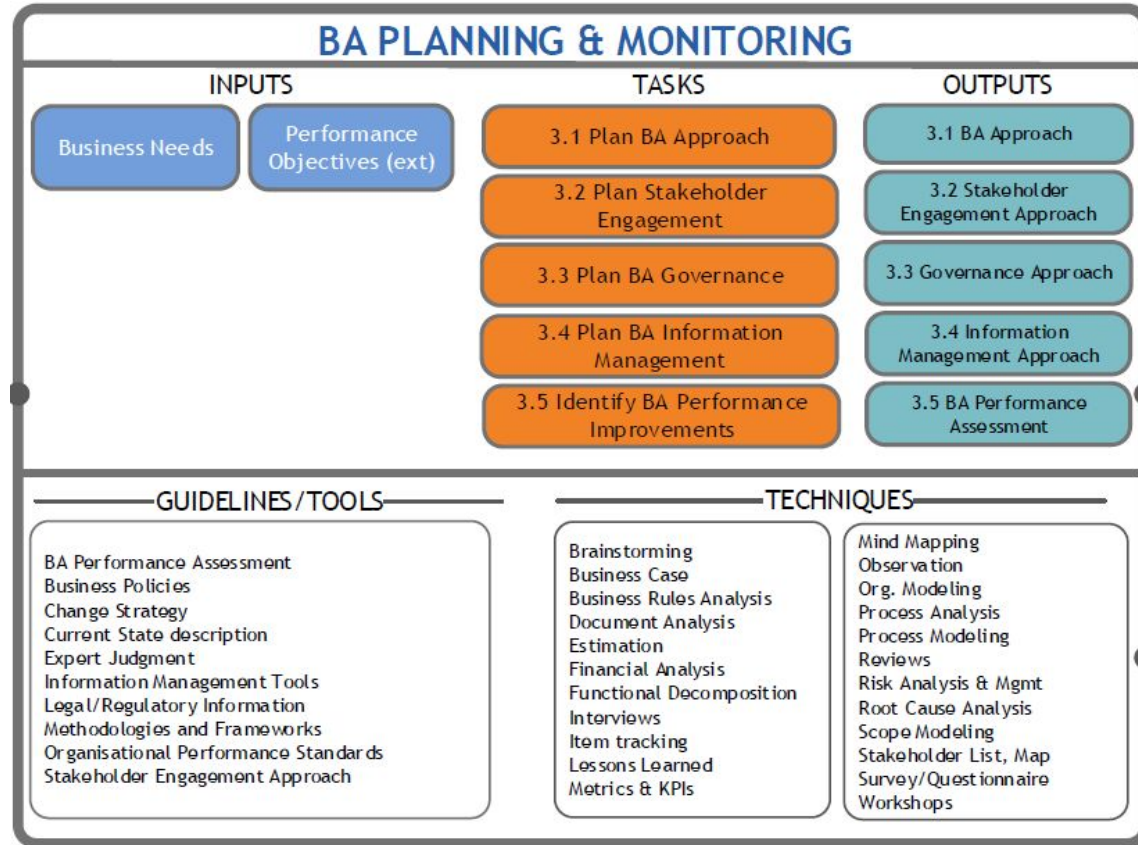 BA PLANNING & MONITORING
INPUTS
Business Needs
Performance
Objectives (ext)
TASKS
3.1 Plan BA Approach
3.2 Plan Stakeholder
Engagement
3.3 Plan BA Governance
3.4 Plan BA Information
Management
3.5 Identify BA Performance
Improvements
OUTPUTS
3.1 BA Approach
3.2 Stakeholder
Engagement Approach
3.3 Governance Approach
3.4 Information
Management Approach
3.5 BA Performance
Assessment
GUIDELINES/TOOLS
BA Performance Assessment
Business Policies
Change Strategy
Current State description
Expert Judgment
Information Management Tools
Legal/Regulatory Information
Methodologies and Frameworks
Organisational Performance Standards
Stakeholder Engagement Approach
TECHNIQUES
Brainstorming
Business Case
Business Rules Analysis
Document Analysis
Estimation
Financial Analysis
Functional Decomposition
Interviews
Item tracking
Lessons Learned
Metrics & KPIs
Mind Mapping
Observation
Org. Modeling
Process Analysis
Process Modeling
Reviews
Risk Analysis & Mgmt
Root Cause Analysis
Scope Modeling
Stakeholder List, Map
Survey/Questionnaire
Workshops